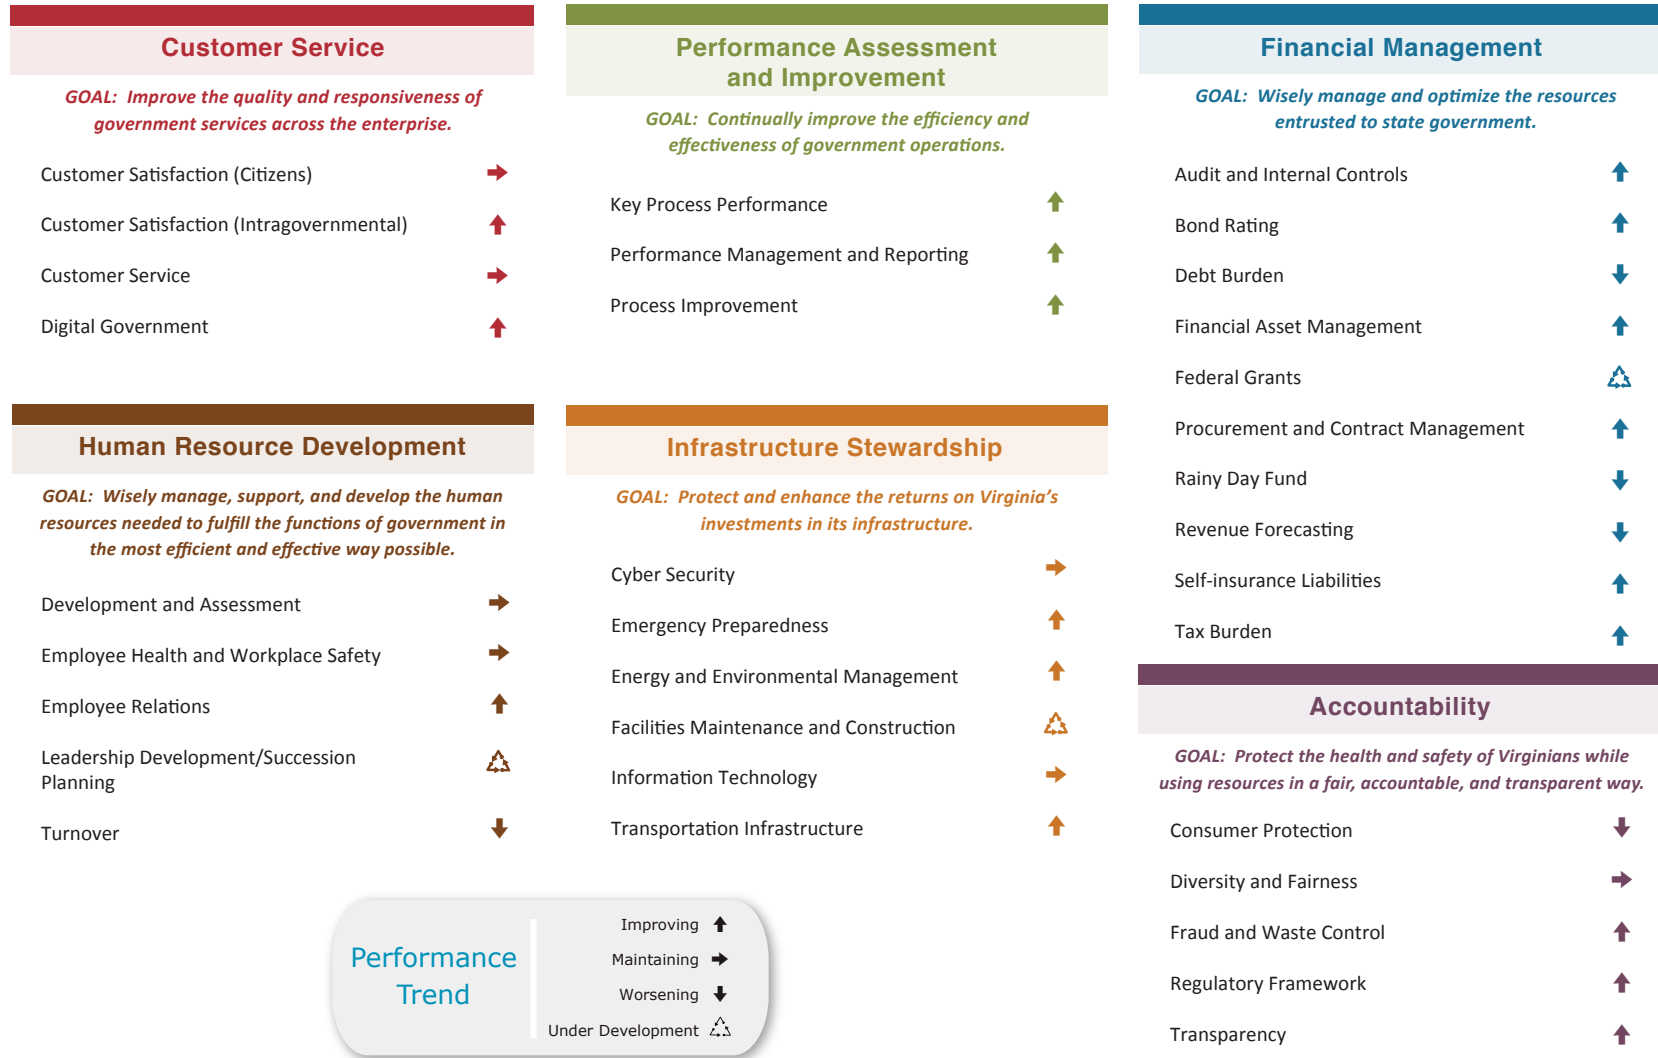 Customer Service
GOAL:  Improve the quality and responsiveness of
government services across the enterprise.
Customer Satisfaction (Citizens)
Customer Satisfaction (Intragovernmental)
Customer Service
Digital Government
Performance Assessment
and Improvement
GOAL:  Continually improve the efficiency and
effectiveness of government operations.
Key Process Performance
Performance Management and Reporting
Process Improvement
Financial Management
GOAL:  Wisely manage and optimize the resources
entrusted to state government.
Audit and Internal Controls
Bond Rating
Debt Burden
Financial Asset Management
Federal Grants
Procurement and Contract Management
Rainy Day Fund
Revenue Forecasting
Self-insurance Liabilities
Tax Burden
Human Resource Development
GOAL:  Wisely manage, support, and develop the human
resources needed to fulfill the functions of government in
the most efficient and effective way possible.
Development and Assessment
Employee Health and Workplace Safety
Employee Relations
Leadership Development/Succession
Planning
Turnover
Infrastructure Stewardship
GOAL:  Protect and enhance the returns on Virginia's
investments in its infrastructure.
Cyber Security
Emergency Preparedness
Energy and Environmental Management
Facilities Maintenance and Construction
Information Technology
Transportation Infrastructure
Accountability
GOAL:  Protect the health and safety of Virginians while
using resources in a fair, accountable, and transparent way.
Consumer Protection
Diversity and Fairness
Fraud and Waste Control
Regulatory Framework
Transparency
Performance
Trend
Improving
Maintaining
Worsening
Under Development